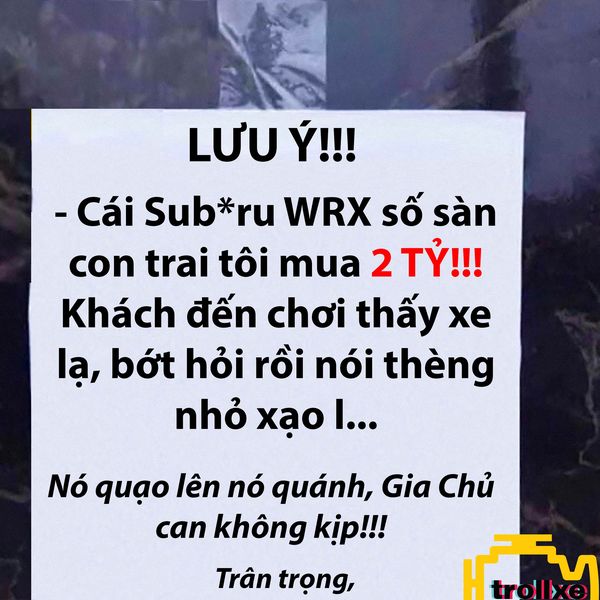 LƯU Ý!!!
- Cái Sub*ru WRX số sàn
con trai tôi mua 2 TỶ!!!
Khách đến chơi thấy xe
lạ, bớt hỏi rồi nói thèng
nhỏ xạo l...
Nó quạo lên nó quánh, Gia Chủ
can không kịp!!!
Trân trọng,
trollxe